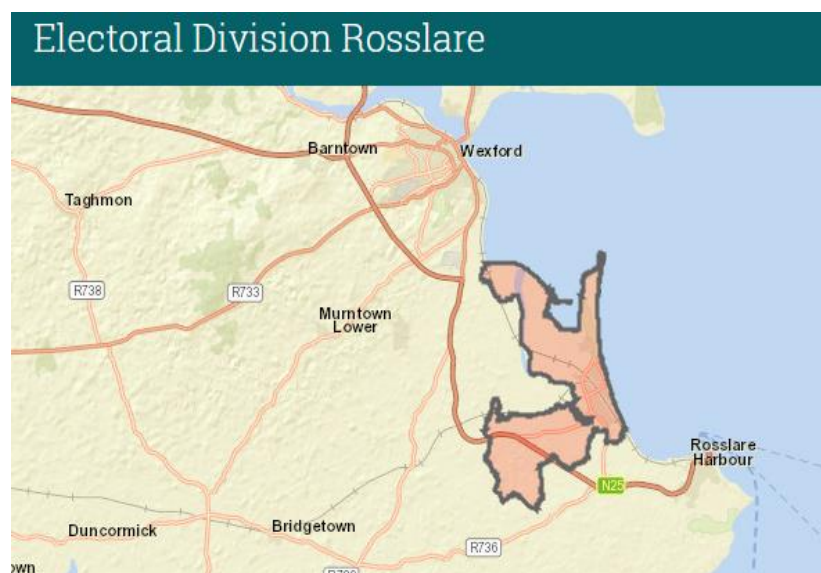 Electoral Division Rosslare
Barntown
Wexford
Taghmon
R738
R733
Murntown
Lower
Rosslare
Harbour
N25
Duncormick
Bridgetown
R736
own